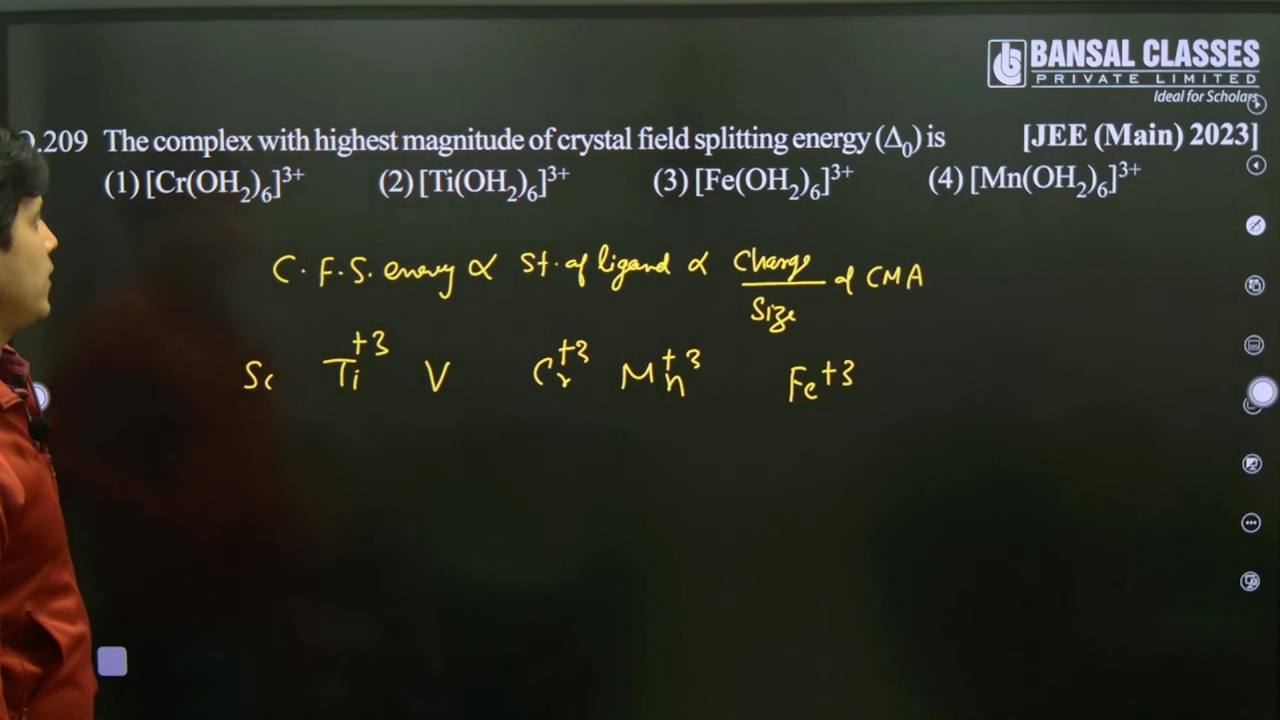 BANSAL CLASSES
PRIVATE LIMITED
Ideal for Scholars
.209 The complex with highest magnitude of crystal field splitting energy (Δ₀) is [JEE (Main) 2023]
(1) [Cr(OH₂)₆]³⁺ (2) [Ti(OH₂)₆]³⁺ (3) [Fe(OH₂)₆]³⁺ (4) [Mn(OH₂)₆]³⁺
C.F.S. energy ∝ St. of ligand ∝ Charge/Size of CMA
Sc Ti⁺³ V Cr⁺³ Mn⁺³ Fe⁺³